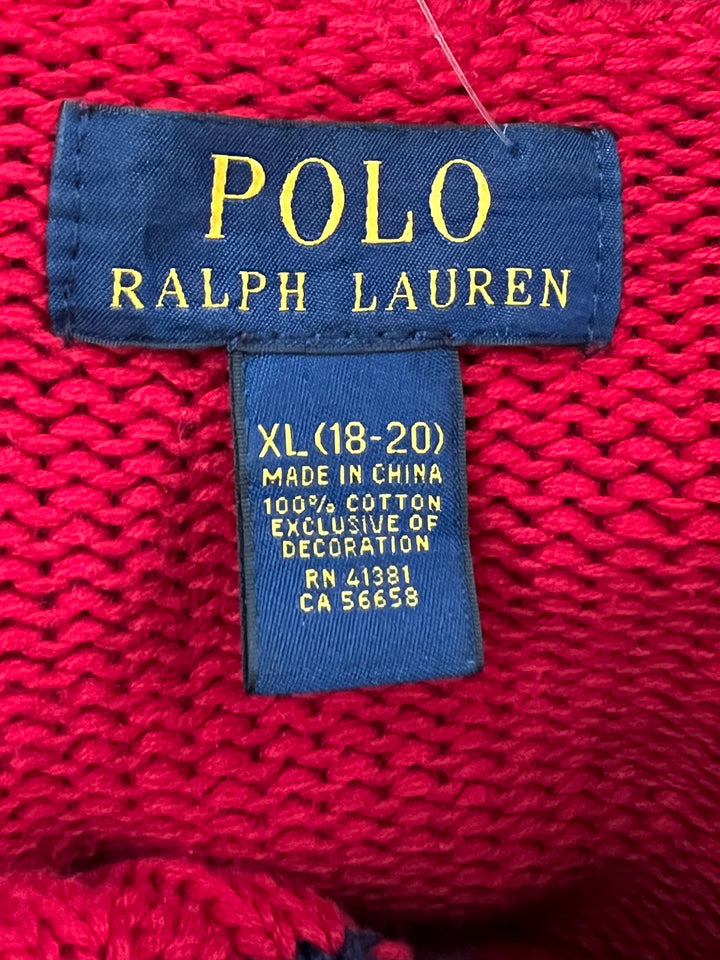 POLO
RALPH LAUREN
XL (18-20)
MADE IN CHINA
100% COTTON
EXCLUSIVE OF
DECORATION
RN 41381
CA 56658